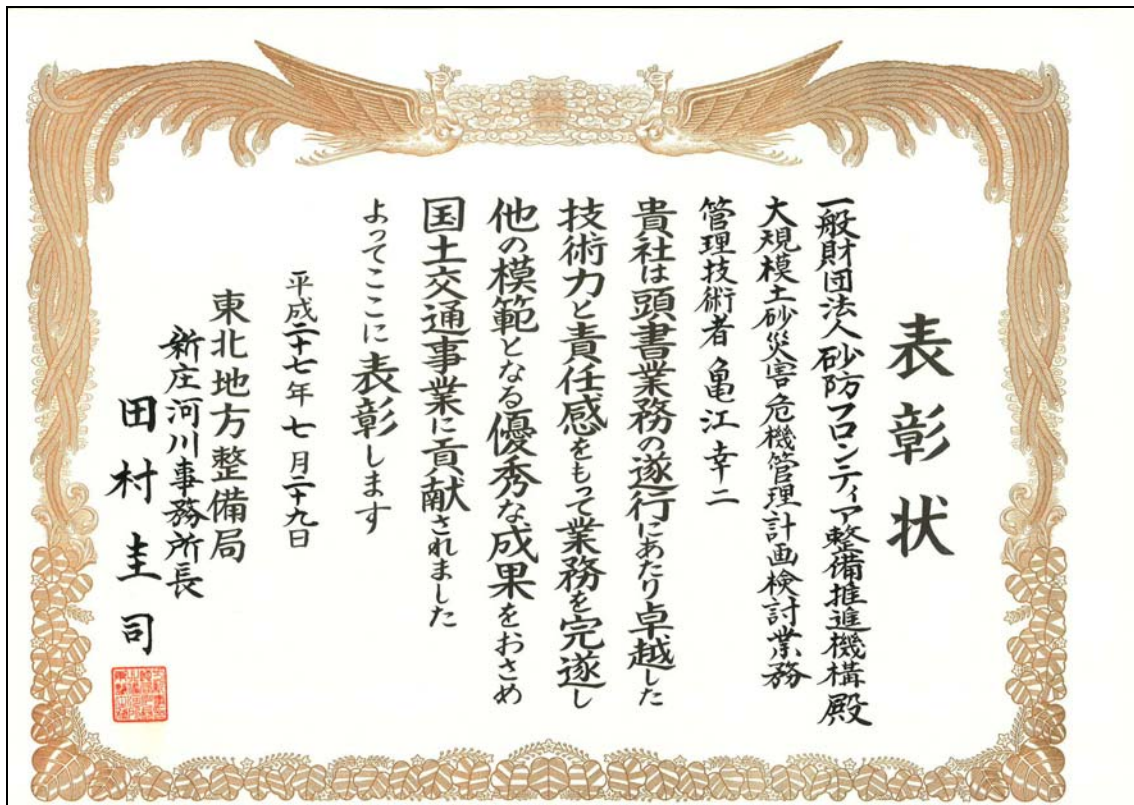 表彰状
一般財団法人砂防フロンティア整備推進機構殿
大規模土砂災害危機管理計画検討業務
管理技術者 亀江幸二
貴社は頭書業務の遂行にあたり卓越した
技術力と責任感をもって業務を完遂し
他の模範となる優秀な成果をおさめ
国土交通事業に貢献されました
よってここに表彰します
平成二十七年七月二十九日
東北地方整備局
新庄河川事務所長
田村圭司